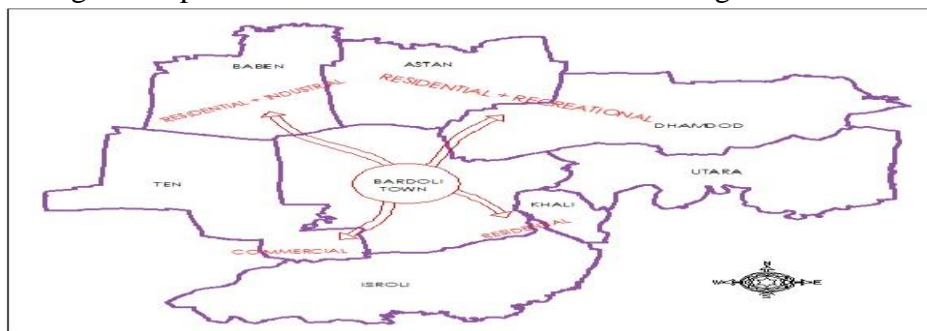 ASTAN
BABEN
RESIDENTIAL + INDUSTRIAL
RESIDENTIAL + RECREATIONAL
DHAMDOD
UTARA
TEN
BARDOLI
TOWN
KHALI
RESIDENTIAL
COMMERCIAL
ISROLI
N
W
E
S